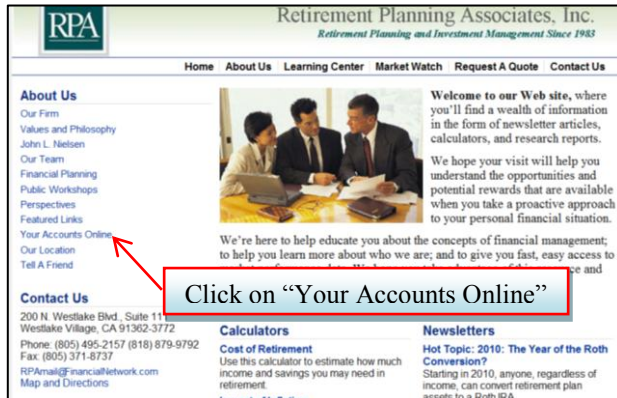 RPA
Retirement Planning Associates, Inc.
Retirement Planning and Investment Management Since 1983
Home About Us Learning Center Market Watch Request A Quote Contact Us
About Us
Our Firm
Values and Philosophy
John L. Nielsen
Our Team
Financial Planning
Public Workshops
Perspectives
Featured Links
Your Accounts Online
Our Location
Tell A Friend
Contact Us
200 N. Westlake Blvd., Suite 11
Westlake Village, CA 91362-3772
Phone: (805) 495-2157 (818) 879-9792
Fax: (805) 371-8737
RPAmail@FinancialNetwork.com
Map and Directions
Welcome to our Web site, where
you'll find a wealth of information
in the form of newsletter articles,
calculators, and research reports.
We hope your visit will help you
understand the opportunities and
potential rewards that are available
when you take a proactive approach
to your personal financial situation.
We're here to help educate you about the concepts of financial management;
to help you learn more about who we are; and to give you fast, easy access to
and
Click on “Your Accounts Online”
Calculators
Cost of Retirement
Use this calculator to estimate how much
income and savings you may need in
retirement.
Newsletters
Hot Topic: 2010: The Year of the Roth
Conversion?
Starting in 2010, anyone, regardless of
income, can convert retirement plan
assets to a Roth IRA.